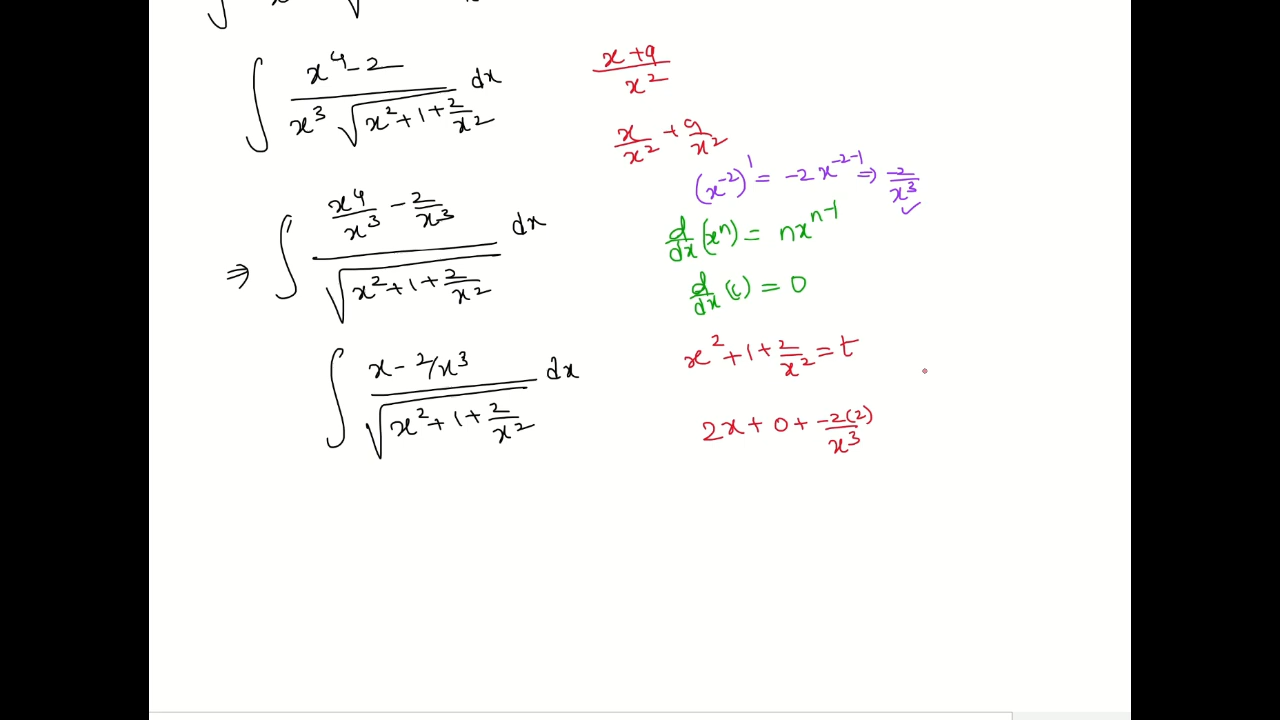 ∫ (x⁴ - 2)/(x³ √(x² + 1 + 2/x²)) dx
(x + 9)/x²
x/x² + 9/x²
(x⁻²)' = -2x⁻²⁻¹ ⇒ 2/x³ ✓
⇒ ∫ (x⁴/x³ - 2/x³)/√(x² + 1 + 2/x²) dx
d/dx (xⁿ) = nxⁿ⁻¹
d/dx (c) = 0
∫ (x - 2/x³)/√(x² + 1 + 2/x²) dx
x² + 1 + 2/x² = t
2x + 0 + -2(2)/x³